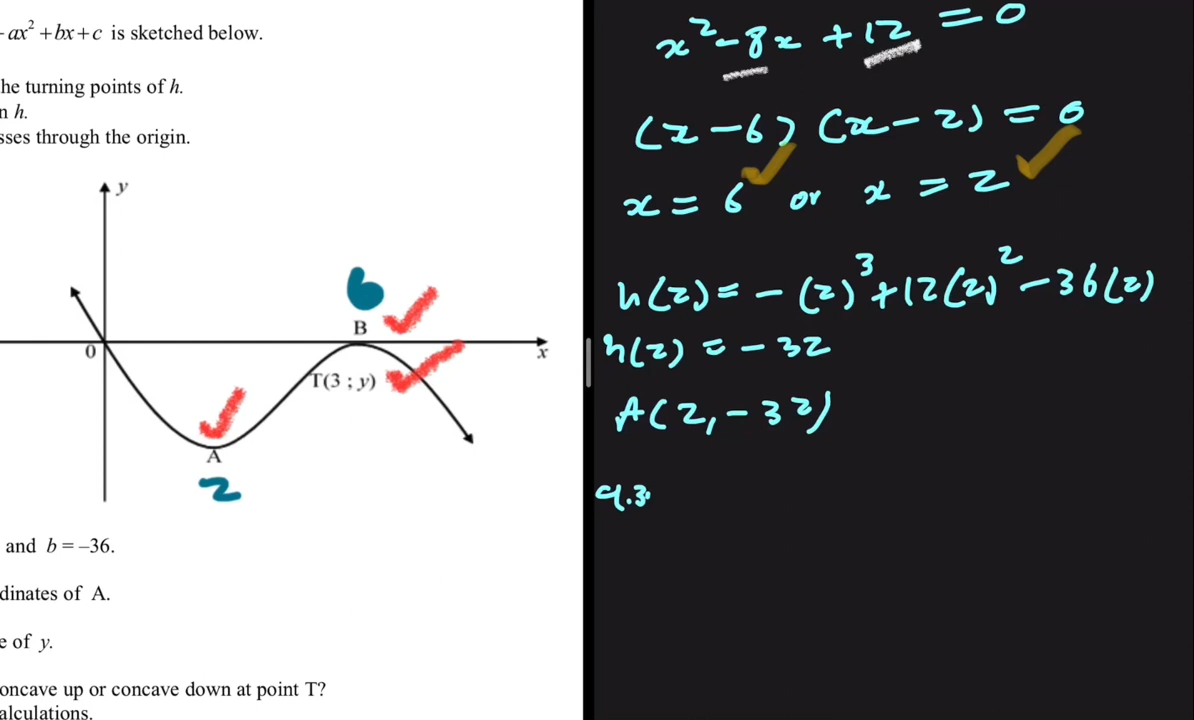 - ax² + bx + c is sketched below.
he turning points of h.
n h.
sses through the origin.
y
6
B
0
x
T(3 ; y)
A
2
and b = –36.
dinates of A.
e of y.
oncave up or concave down at point T?
alculations.
x² - 8x + 12 = 0
(x - 6) (x - 2) = 0
x = 6 or x = 2
h(2) = - (2)³ + 12(2)² - 36(2)
h(2) = - 32
A(2, - 32)
9.3